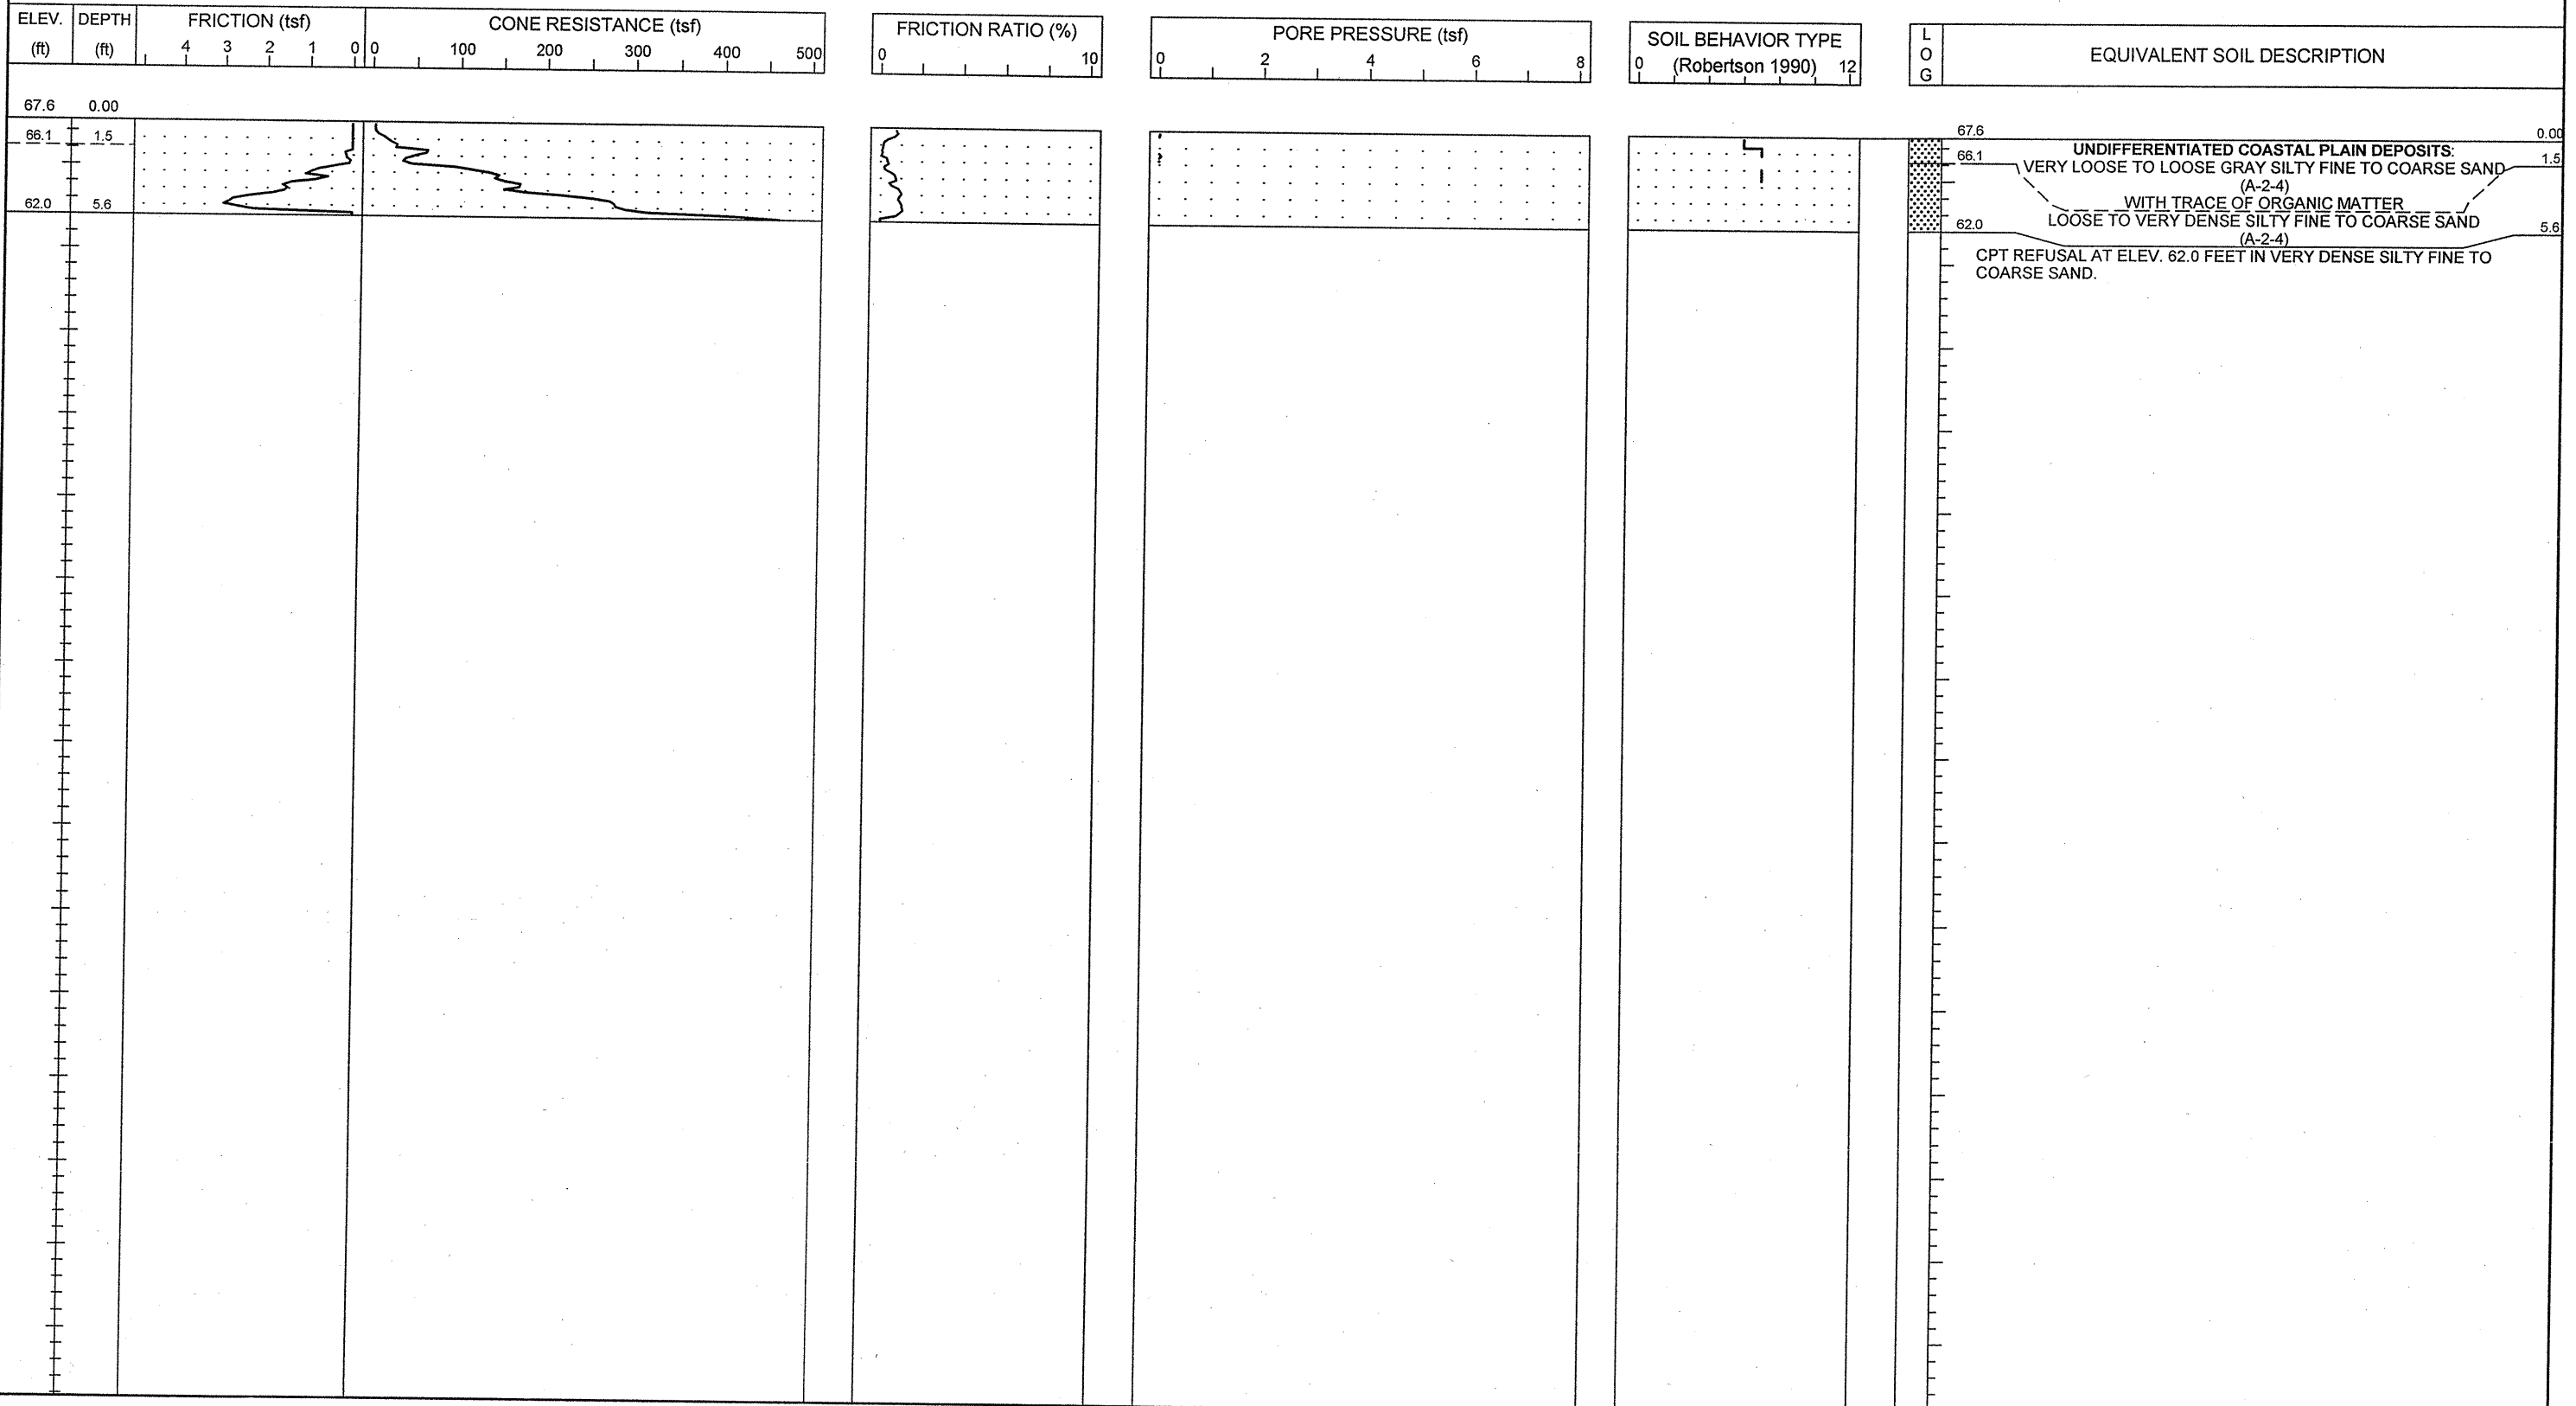 ELEV. (ft)
DEPTH (ft)
FRICTION (tsf)
4 3 2 1 0
CONE RESISTANCE (tsf)
0 100 200 300 400 500
FRICTION RATIO (%)
0 10
PORE PRESSURE (tsf)
0 2 4 6 8
SOIL BEHAVIOR TYPE
(Robertson 1990)
0 12
LOG
EQUIVALENT SOIL DESCRIPTION
67.6 0.00
66.1 1.5
62.0 5.6
67.6 0.00
UNDIFFERENTIATED COASTAL PLAIN DEPOSITS:
66.1 1.5
VERY LOOSE TO LOOSE GRAY SILTY FINE TO COARSE SAND
(A-2-4)
WITH TRACE OF ORGANIC MATTER
LOOSE TO VERY DENSE SILTY FINE TO COARSE SAND
62.0 5.6
(A-2-4)
CPT REFUSAL AT ELEV. 62.0 FEET IN VERY DENSE SILTY FINE TO
COARSE SAND.